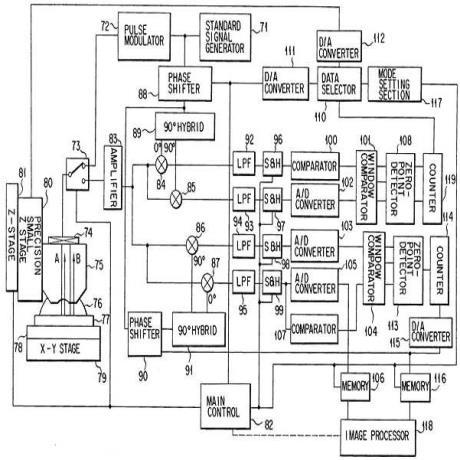 72
PULSE
MODULATOR
STANDARD
SIGNAL
GENERATOR
71
D/A
CONVERTER
112
111
PHASE
SHIFTER
88
D/A
CONVERTER
DATA
SELECTOR
110
MODE
SETTING
SECTION
117
73
83
AMPLIFIER
89
90°HYBRID
0°
90°
84
85
92
LPF
96
S&H
100
COMPARATOR
101
WINDOW
COMPARATOR
108
ZERO-
POINT
DETECTOR
COUNTER
119
81
80
Z-STAGE
PRECISION
SMALL
Z STAGE
LPF
94
93
S&H
97
A/D
CONVERTER
102
114
74
A
B
75
86
90°
87
0°
LPF
S&H
98
A/D
CONVERTER
103
105
WINDOW
COMPARATOR
104
ZERO-
POINT
DETECTOR
113
COUNTER
LPF
95
S&H
99
A/D
CONVERTER
76
77
78
X-Y STAGE
79
PHASE
SHIFTER
90
90°HYBRID
91
107
COMPARATOR
D/A
CONVERTER
115
MAIN
CONTROL
82
MEMORY
106
MEMORY
116
IMAGE PROCESSOR
118